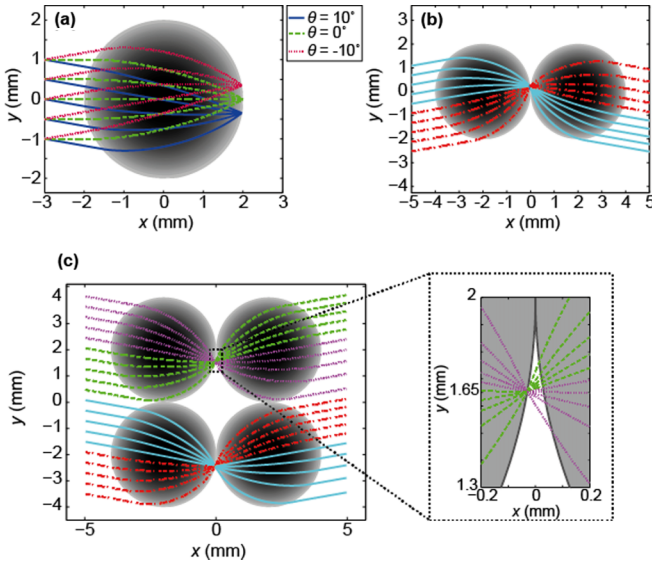 (a)
θ = 10°
θ = 0°
θ = -10°
y (mm)
2
1
0
−1
−2
−3 −2 −1 0 1 2 3
x (mm)
(b)
y (mm)
4
3
2
1
0
−1
−2
−3
−4
−5 −4 −3 −2 −1 0 1 2 3 4 5
x (mm)
(c)
y (mm)
4
3
2
1
0
−1
−2
−3
−4
−5 0 5
x (mm)
y (mm)
2
1.65
1.3
−0.2 0 0.2
x (mm)